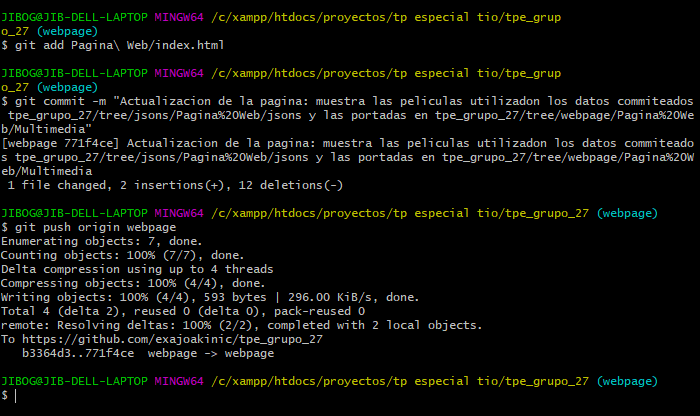 JIBOG@JIB-DELL-LAPTOP MINGW64 /c/xampp/htdocs/proyectos/tp especial tio/tpe_grup
o_27 (webpage)
$ git add Pagina\ Web/index.html
JIBOG@JIB-DELL-LAPTOP MINGW64 /c/xampp/htdocs/proyectos/tp especial tio/tpe_grup
o_27 (webpage)
$ git commit -m "Actualizacion de la pagina: muestra las peliculas utilizadon los datos commiteados
 tpe_grupo_27/tree/jsons/Pagina%20Web/jsons y las portadas en tpe_grupo_27/tree/webpage/Pagina%20We
b/Multimedia"
[webpage 771f4ce] Actualizacion de la pagina: muestra las peliculas utilizadon los datos commiteado
s tpe_grupo_27/tree/jsons/Pagina%20Web/jsons y las portadas en tpe_grupo_27/tree/webpage/Pagina%20W
eb/Multimedia
 1 file changed, 2 insertions(+), 12 deletions(-)
JIBOG@JIB-DELL-LAPTOP MINGW64 /c/xampp/htdocs/proyectos/tp especial tio/tpe_grupo_27 (webpage)
$ git push origin webpage
Enumerating objects: 7, done.
Counting objects: 100% (7/7), done.
Delta compression using up to 4 threads
Compressing objects: 100% (4/4), done.
Writing objects: 100% (4/4), 593 bytes | 296.00 KiB/s, done.
Total 4 (delta 2), reused 0 (delta 0), pack-reused 0
remote: Resolving deltas: 100% (2/2), completed with 2 local objects.
To https://github.com/exajoakinic/tpe_grupo_27
   b3364d3..771f4ce  webpage -> webpage
JIBOG@JIB-DELL-LAPTOP MINGW64 /c/xampp/htdocs/proyectos/tp especial tio/tpe_grupo_27 (webpage)
$